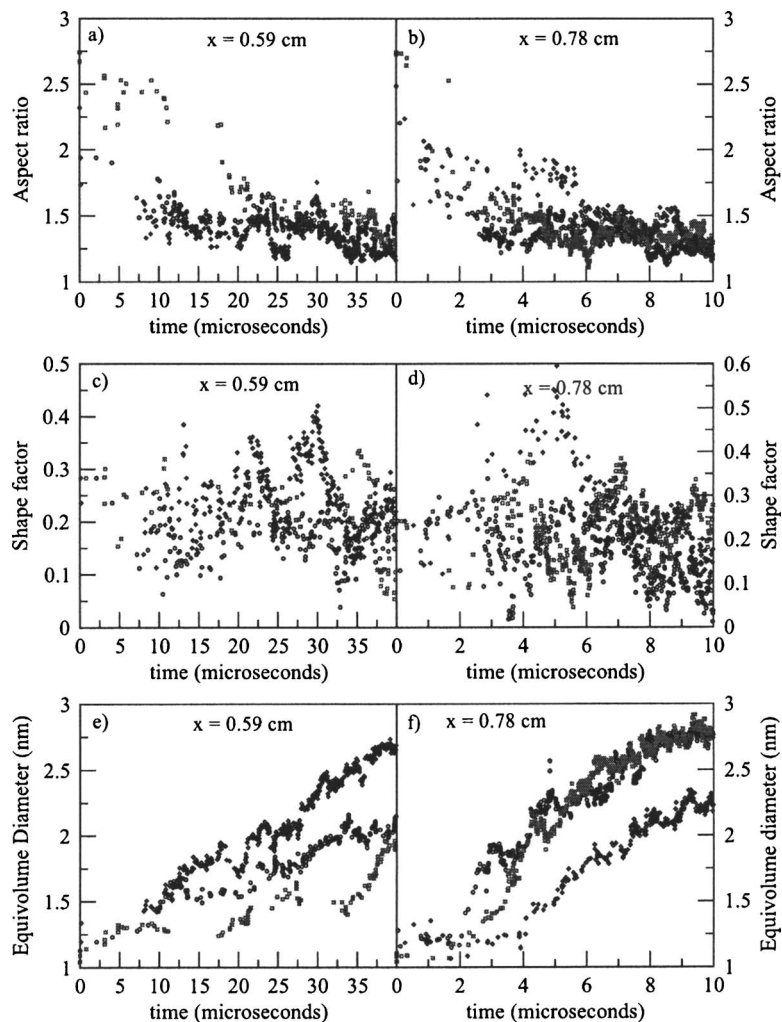 a) x = 0.59 cm
b) x = 0.78 cm
Aspect ratio
3
2.5
2
1.5
1
0 5 10 15 20 25 30 35 40
time (microseconds)
0 2 4 6 8 10
time (microseconds)
3
2.5
2
1.5
1
Aspect ratio
c) x = 0.59 cm
d) x = 0.78 cm
Shape factor
0.5
0.4
0.3
0.2
0.1
0
0 5 10 15 20 25 30 35 40
time (microseconds)
0 2 4 6 8 10
time (microseconds)
0.6
0.5
0.4
0.3
0.2
0.1
0
Shape factor
e) x = 0.59 cm
f) x = 0.78 cm
Equivolume Diameter (nm)
3
2.5
2
1.5
1
0 5 10 15 20 25 30 35 40
time (microseconds)
0 2 4 6 8 10
time (microseconds)
3
2.5
2
1.5
1
Equivolume Diameter (nm)